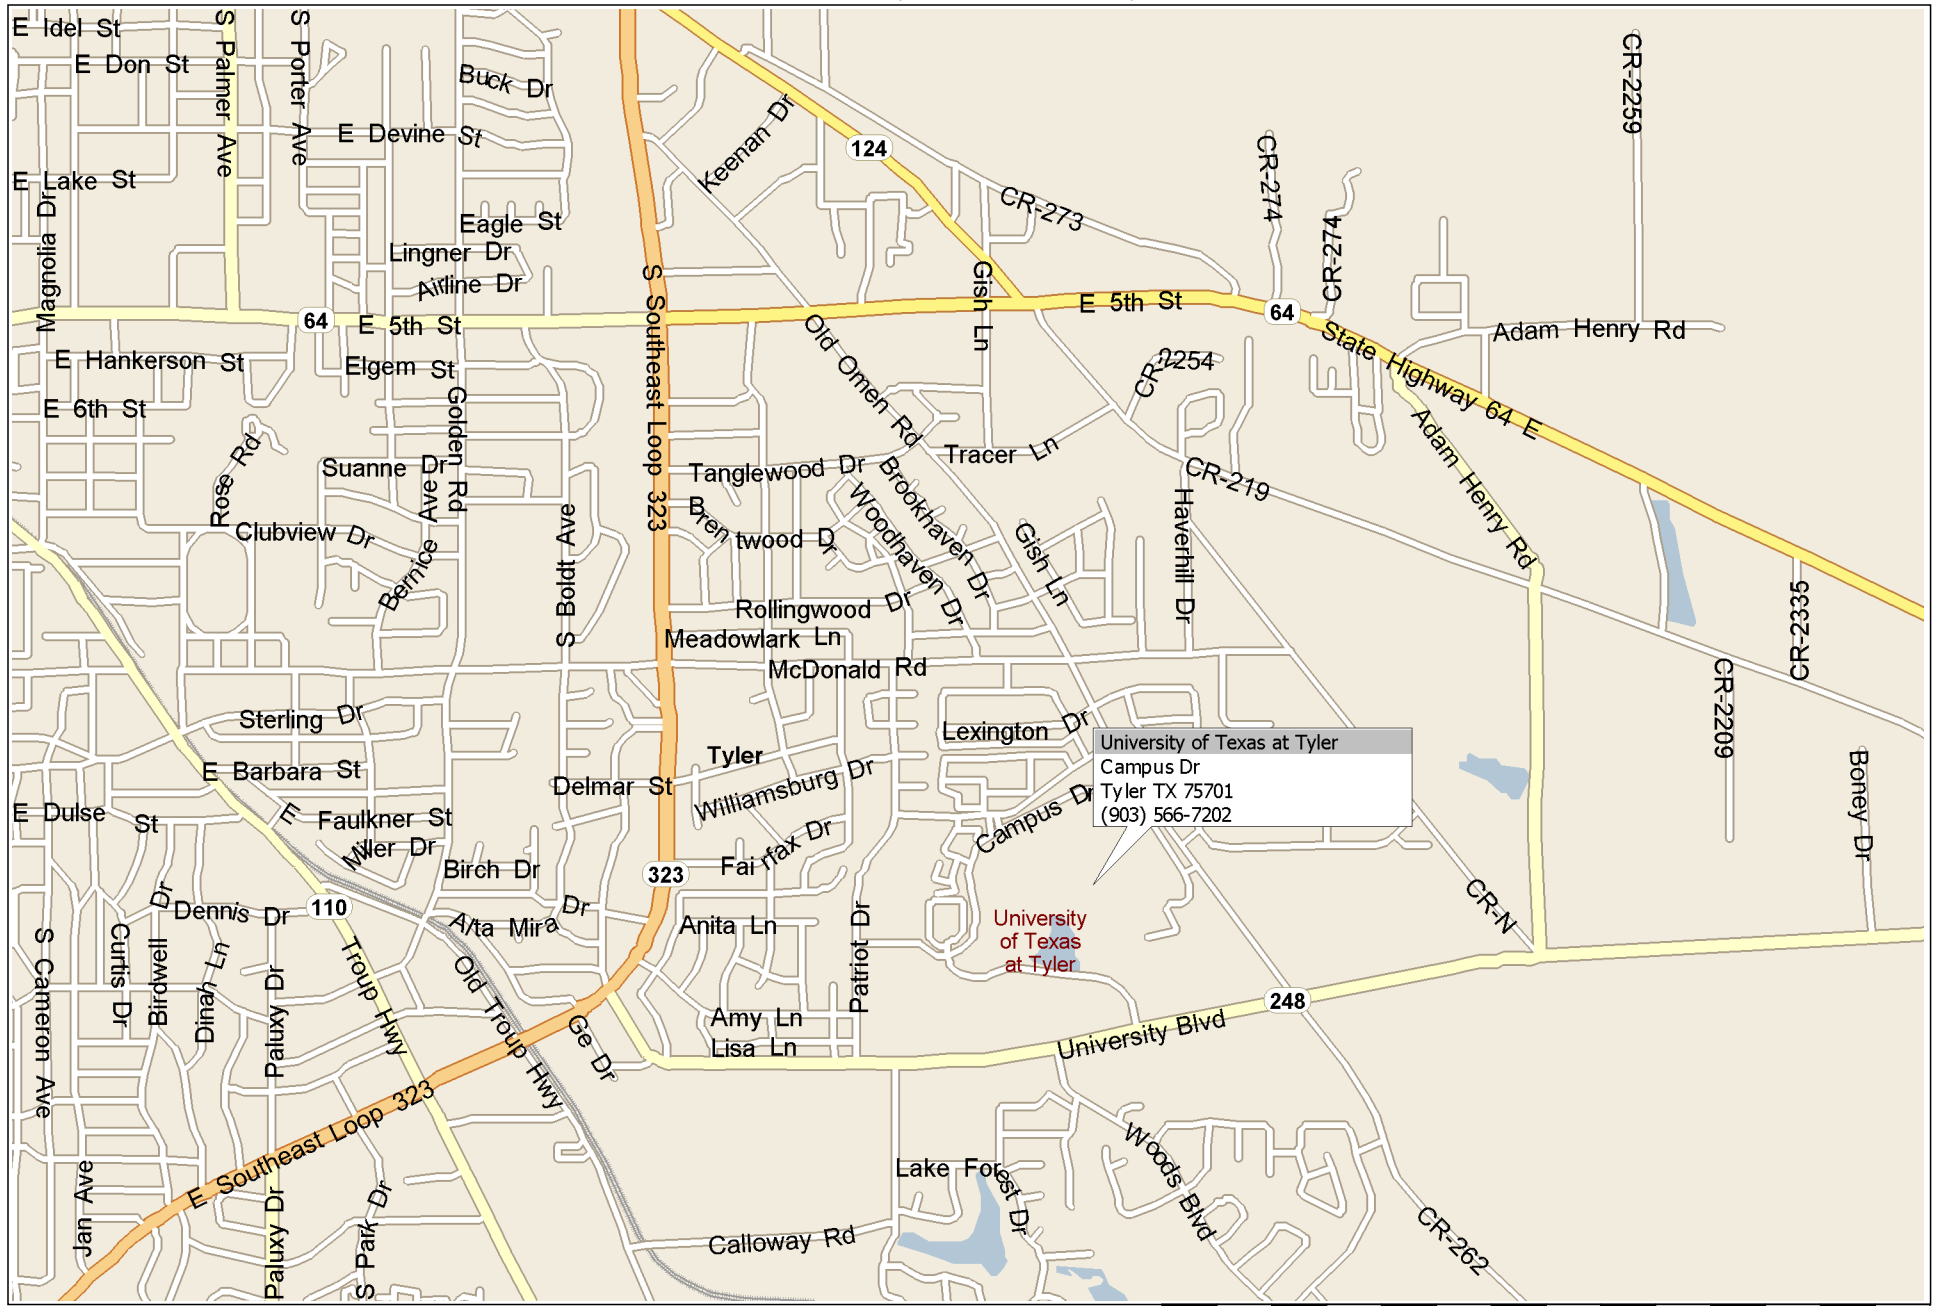 E Idel St
E Don St
S Palmer Ave
S Porter Ave
Buck Dr
E Devine St
E Lake St
Magnolia Dr
Eagle St
Lingner Dr
Airline Dr
Keenan Dr
124
CR-273
CR-274
CR-274
CR-2259
64
E 5th St
S Southeast Loop 323
Gish Ln
E 5th St
64
State Highway 64 E
Adam Henry Rd
E Hankerson St
Elgem St
Old Omen Rd
CR-2254
E 6th St
Golden Rd
Rose Rd
Suanne Dr
Tanglewood Dr
Tracer Ln
Brookhaven Dr
Woodhaven Dr
CR-219
Adam Henry Rd
Haverhill Dr
Clubview Dr
Bernice Ave
S Boldt Ave
Brentwood Dr
Gish Ln
Rollingwood Dr
Meadowlark Ln
McDonald Rd
CR-2335
CR-2209
Sterling Dr
Lexington Dr
Tyler
E Barbara St
Delmar St
Williamsburg Dr
University of Texas at Tyler
Campus Dr
Tyler TX 75701
(903) 566-7202
Campus Dr
Boney Dr
E Dulse St
E Faulkner St
Miller Dr
Birch Dr
Fairfax Dr
323
CR-N
Dennis Dr
110
Alta Mira Dr
Anita Ln
Patriot Dr
University
of Texas
at Tyler
S Cameron Ave
Curtis Dr
Birdwell Dr
Dinah Ln
Paluxy Dr
Troup Hwy
Old Troup Hwy
Ge Dr
Amy Ln
Lisa Ln
248
University Blvd
E Southeast Loop 323
Woods Blvd
Lake Forest Dr
Jan Ave
Paluxy Dr
S Park Dr
Calloway Rd
CR-262